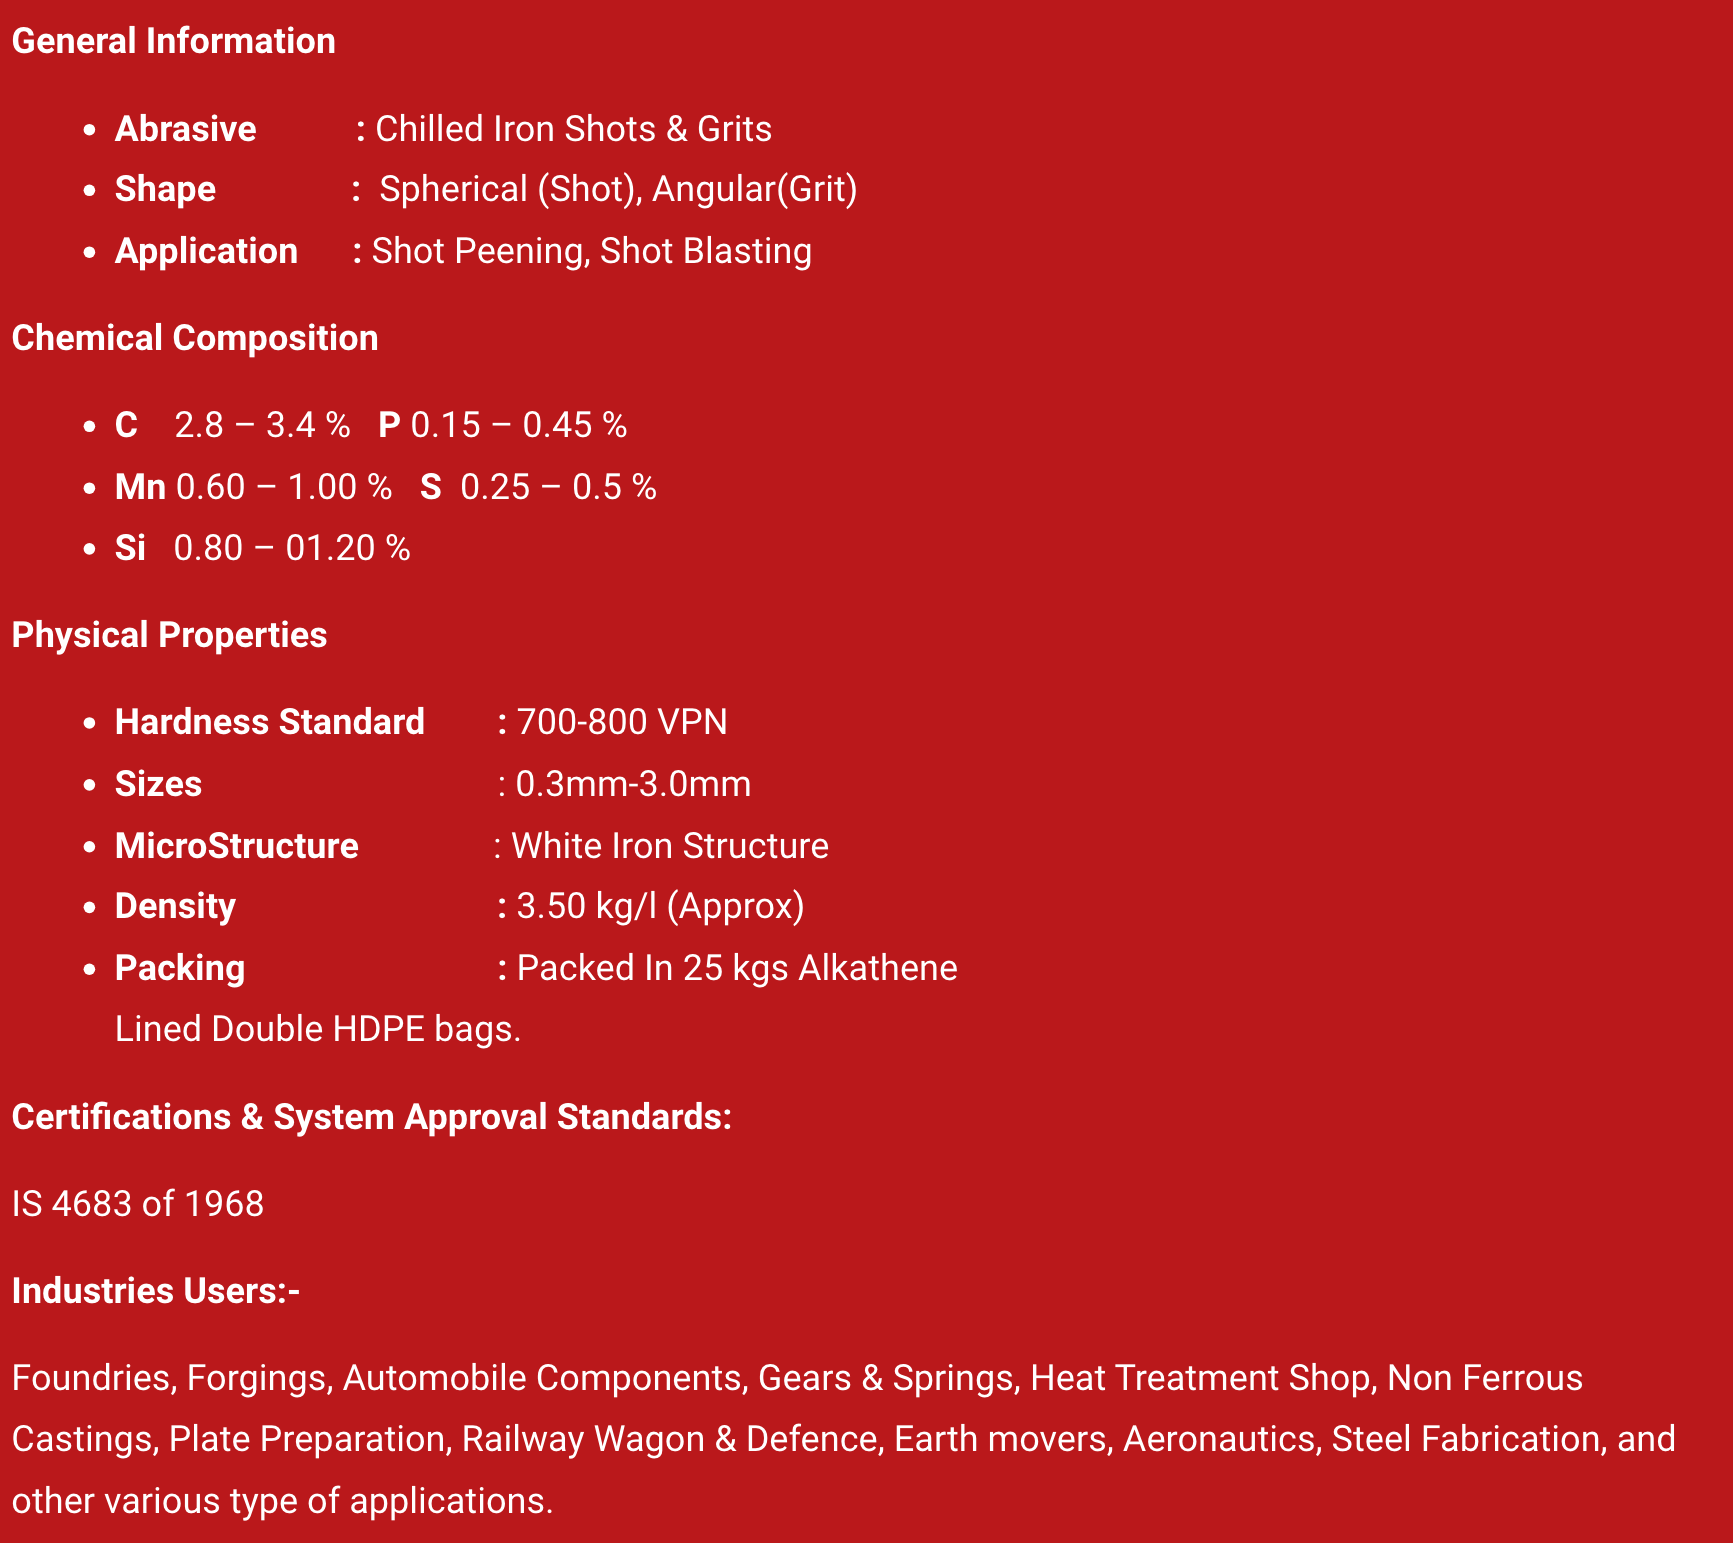 General Information
• Abrasive : Chilled Iron Shots & Grits
• Shape : Spherical (Shot), Angular(Grit)
• Application : Shot Peening, Shot Blasting
Chemical Composition
• C 2.8 – 3.4 % P 0.15 – 0.45 %
• Mn 0.60 – 1.00 % S 0.25 – 0.5 %
• Si 0.80 – 01.20 %
Physical Properties
• Hardness Standard : 700-800 VPN
• Sizes : 0.3mm-3.0mm
• MicroStructure : White Iron Structure
• Density : 3.50 kg/l (Approx)
• Packing : Packed In 25 kgs Alkathene
Lined Double HDPE bags.
Certifications & System Approval Standards:
IS 4683 of 1968
Industries Users:-
Foundries, Forgings, Automobile Components, Gears & Springs, Heat Treatment Shop, Non Ferrous
Castings, Plate Preparation, Railway Wagon & Defence, Earth movers, Aeronautics, Steel Fabrication, and
other various type of applications.